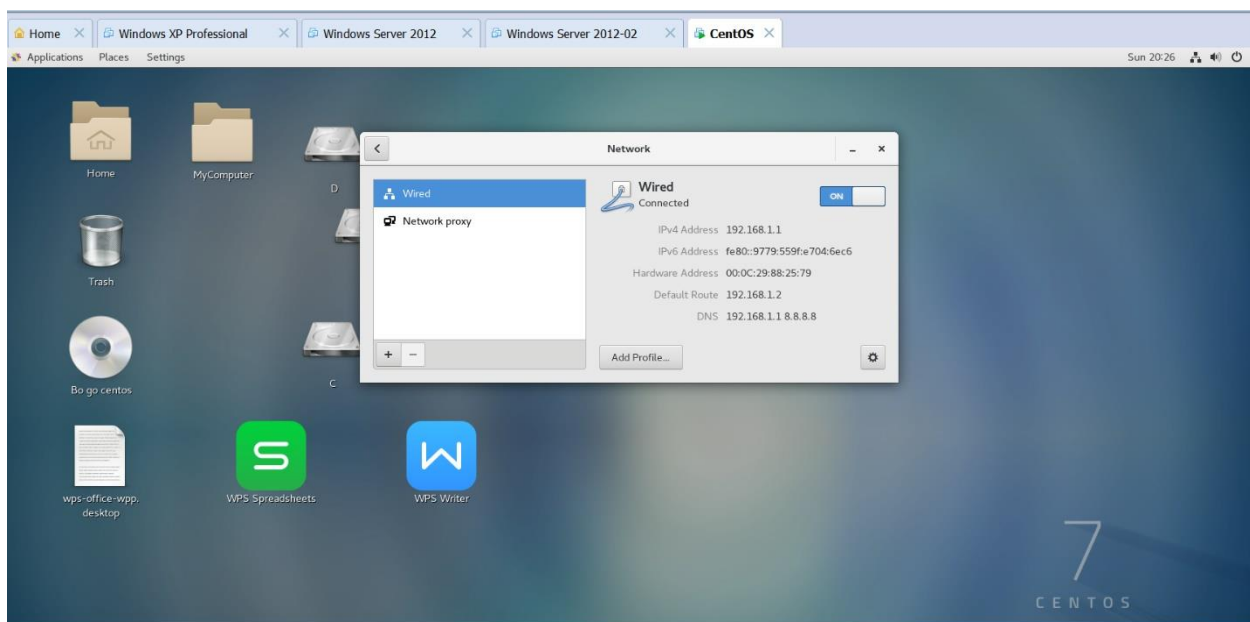 Home
Windows XP Professional
Windows Server 2012
Windows Server 2012-02
CentOS
Applications Places Settings
Sun 20:26
Home
MyComputer
D
Trash
Bo go centos
C
wps-office-wpp.
desktop
WPS Spreadsheets
WPS Writer
Network
Wired
Network proxy
Wired
Connected
ON
IPv4 Address 192.168.1.1
IPv6 Address fe80::9779:559f:e704:6ec6
Hardware Address 00:0C:29:88:25:79
Default Route 192.168.1.2
DNS 192.168.1.1 8.8.8.8
Add Profile...
7
CENTOS